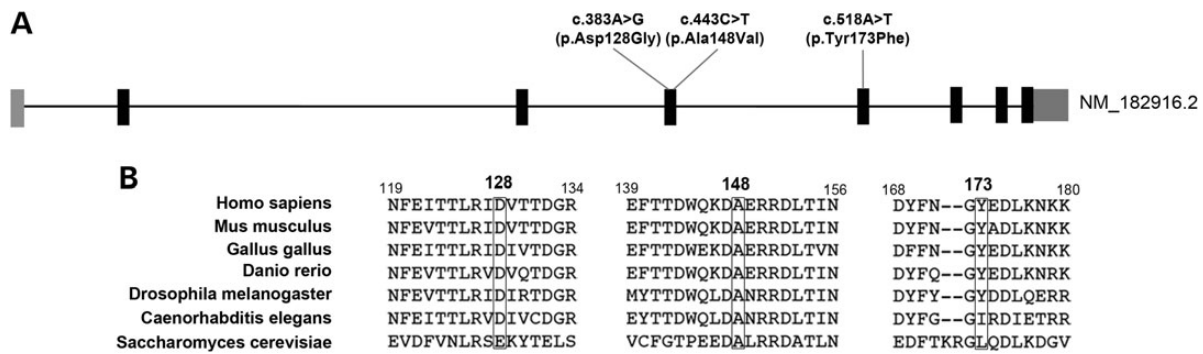 A
c.383A>G c.443C>T c.518A>T
(p.Asp128Gly) (p.Ala148Val) (p.Tyr173Phe)
NM_182916.2
B
119 128 134 139 148 156 168 173 180
Homo sapiens NFEITTLRIDVTTDGR EFTTDWQKDAERRDLTIN DYFN--GYEDLKNKK
Mus musculus NFEVTTLRIDVTTDGR EFTTDWQKDAERRDLTIN DYFN--GYADLKNKK
Gallus gallus NFEITTLRIDIVTDGR EFTTDWEKDAERRDLTVN DFFN--GYEDLKNKK
Danio rerio NFEVTTLRVDVQTDGR EFTTDWQKDAERRDLTIN DYFQ--GYEDLKNRK
Drosophila melanogaster NFEVTTLRIDIRTDGR MYTTDWQLDANRRDLTIN DYFY--GYDDLQERR
Caenorhabditis elegans NFEITTLRVDIVCDGR EFTTDWQLDANRRDLTIN DYFG--GIRDIETRR
Saccharomyces cerevisiae EVDFVNLRSEKYTELS VCFGTPEEDALRRDATLN EDFTKRGLQDLKDGV